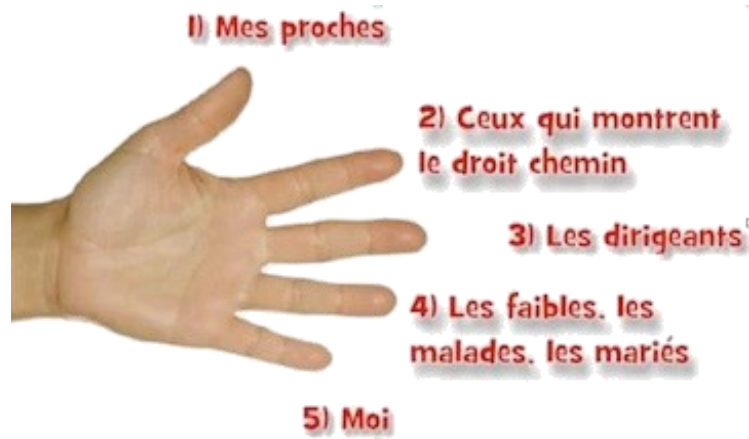 1) Mes proches
2) Ceux qui montrent
le droit chemin
3) Les dirigeants
4) Les faibles. les
malades. les mariés
5) Moi